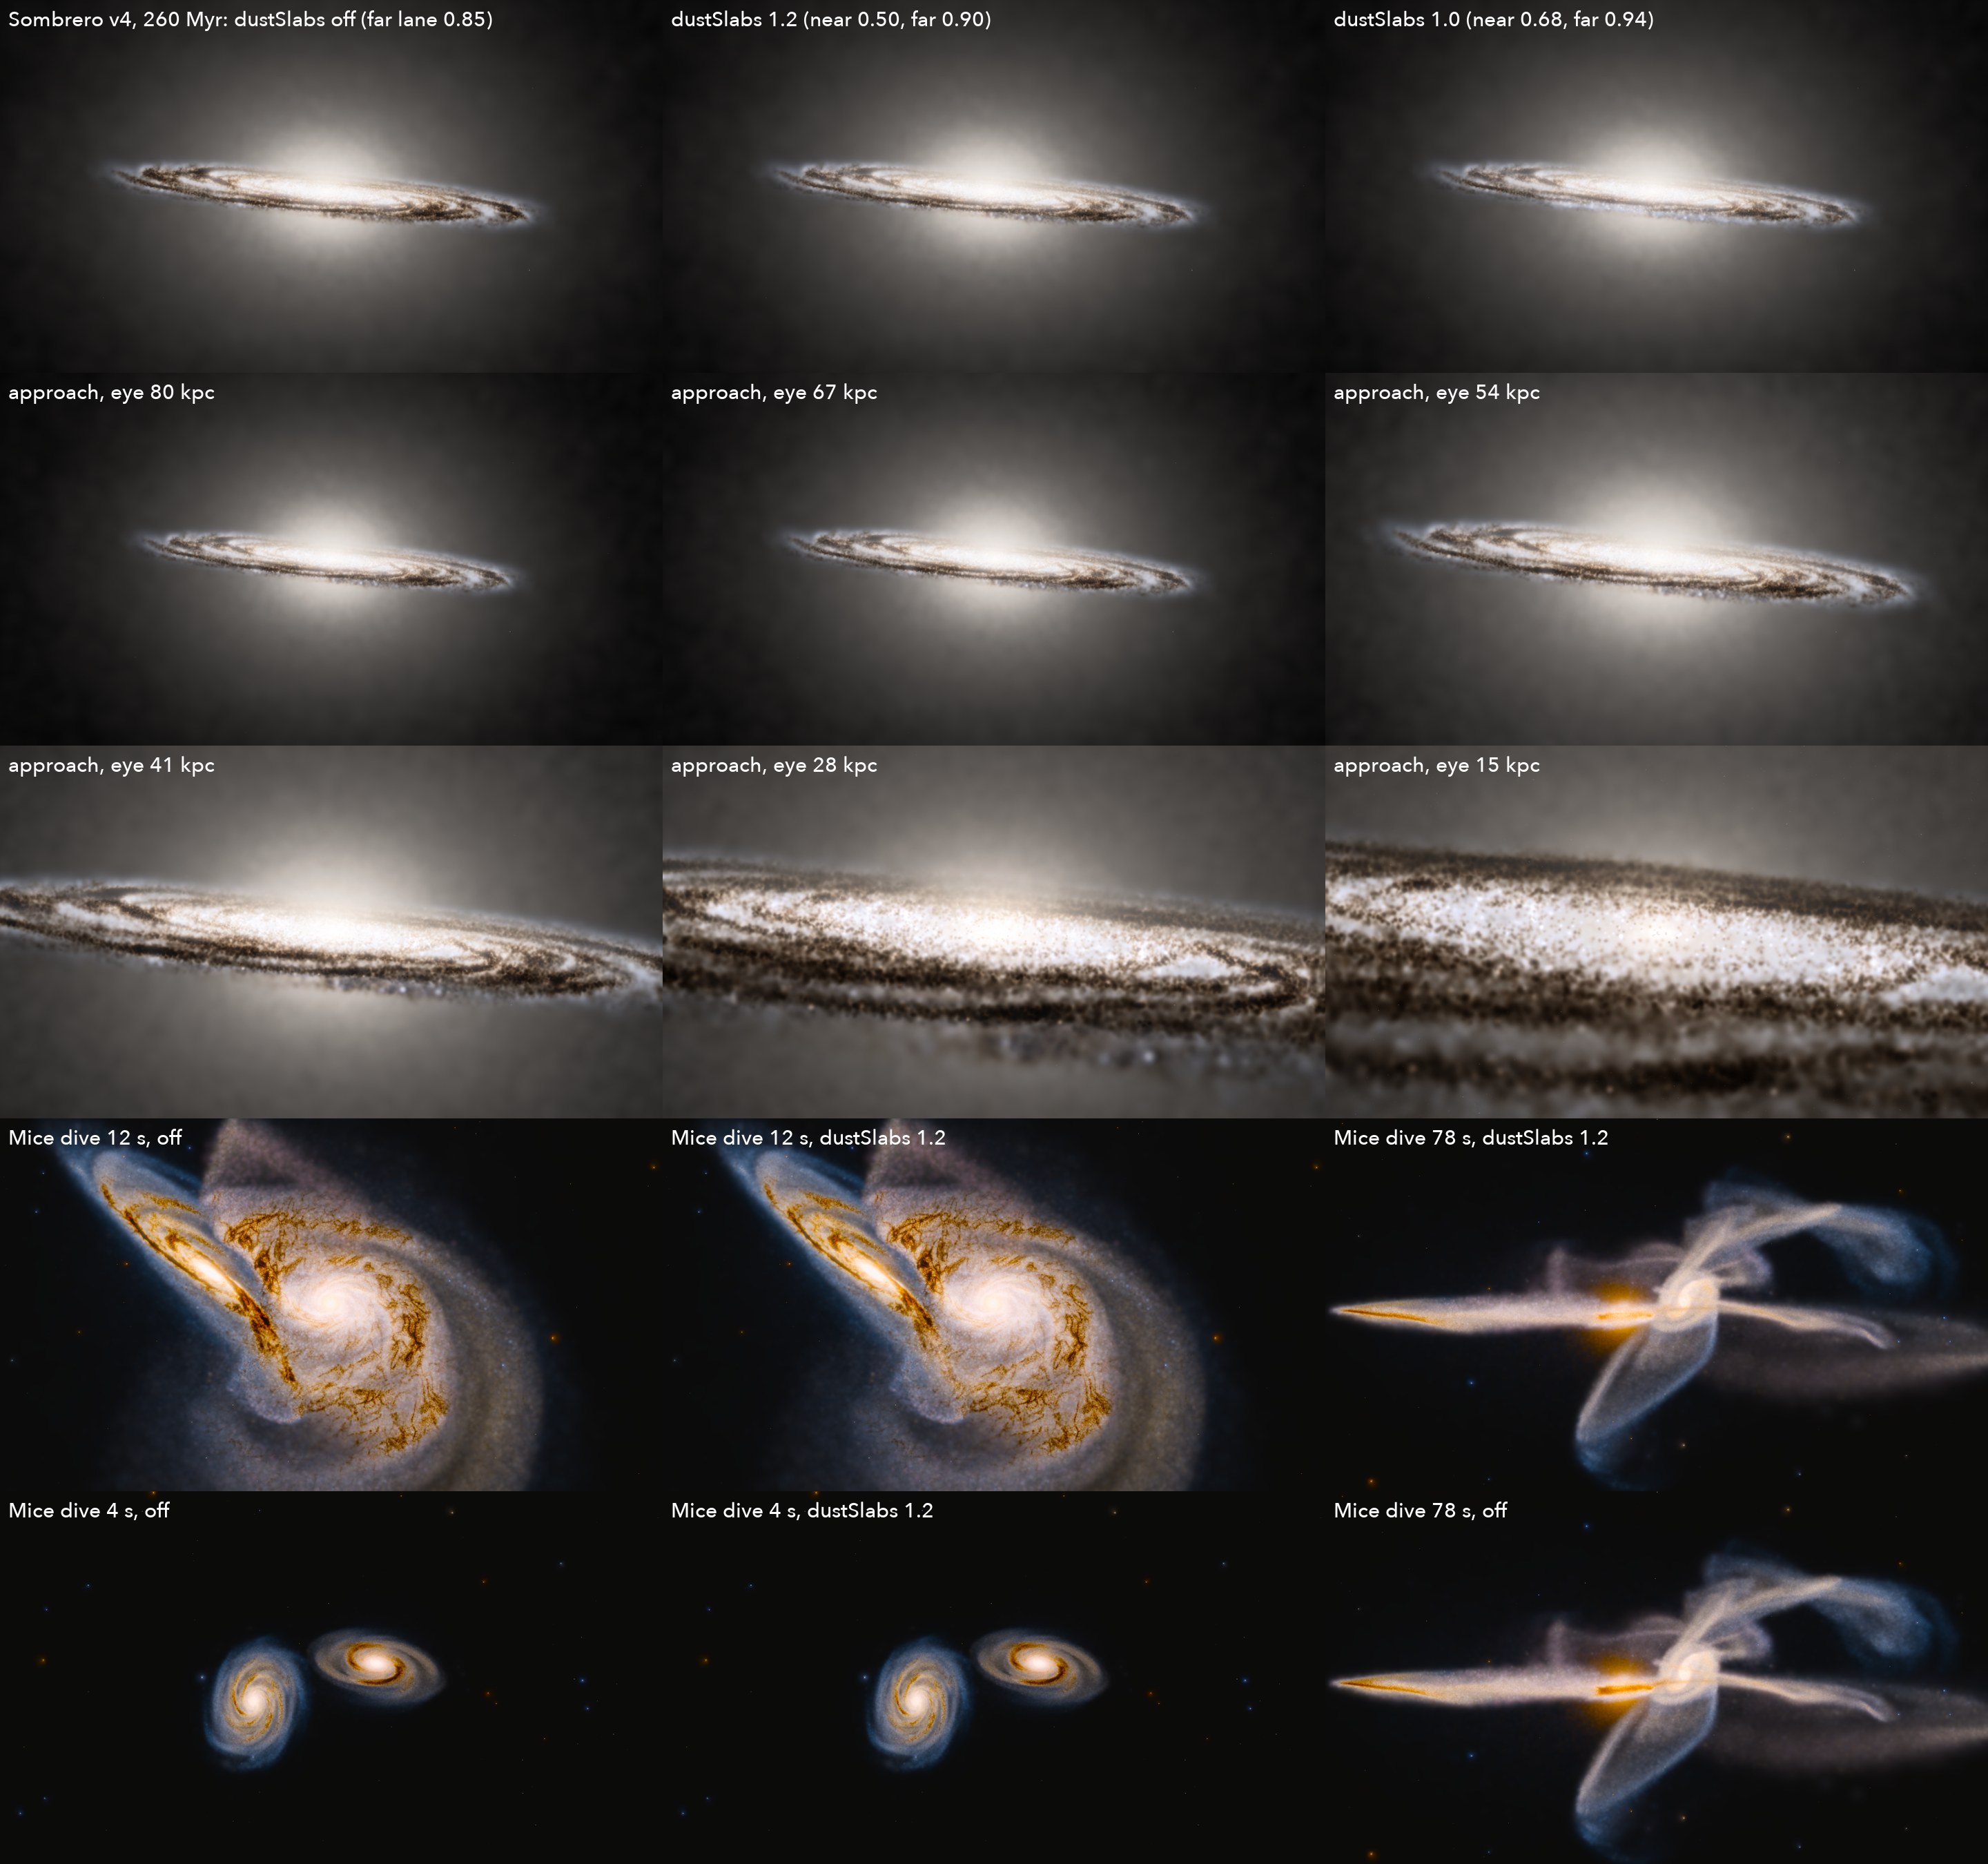 Sombrero v4, 260 Myr: dustSlabs off (far lane 0.85)
dustSlabs 1.2 (near 0.50, far 0.90)
dustSlabs 1.0 (near 0.68, far 0.94)
approach, eye 80 kpc
approach, eye 67 kpc
approach, eye 54 kpc
approach, eye 41 kpc
approach, eye 28 kpc
approach, eye 15 kpc
Mice dive 12 s, off
Mice dive 12 s, dustSlabs 1.2
Mice dive 78 s, dustSlabs 1.2
Mice dive 4 s, off
Mice dive 4 s, dustSlabs 1.2
Mice dive 78 s, off